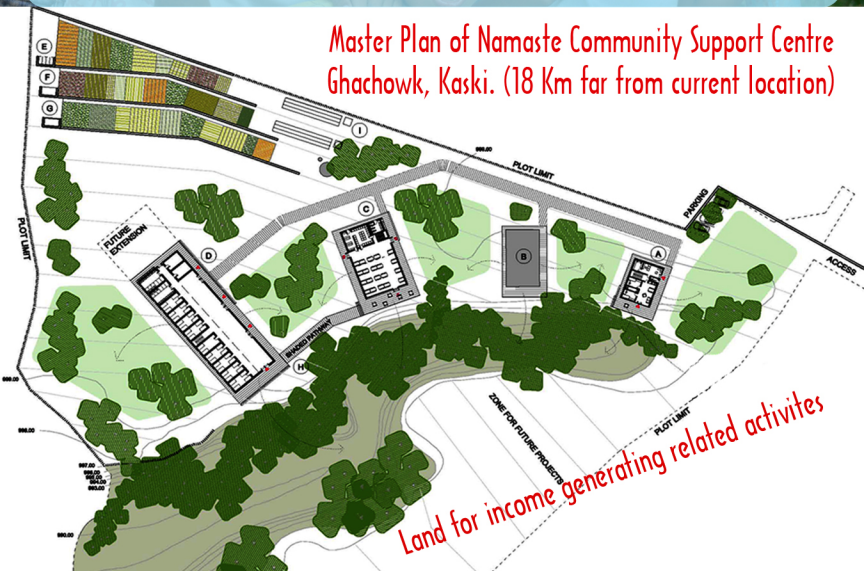 Master Plan of Namaste Community Support Centre
Ghachowk, Kaski. (18 Km far from current location)
E
F
G
I
PLOT LIMIT
PARKING
ACCESS
PLOT LIMIT
FUTURE
EXTENSION
C
D
B
A
SHADED PATHWAY
H
ZONE FOR FUTURE PROJECTS
PLOT LIMIT
Land for income generating related activites